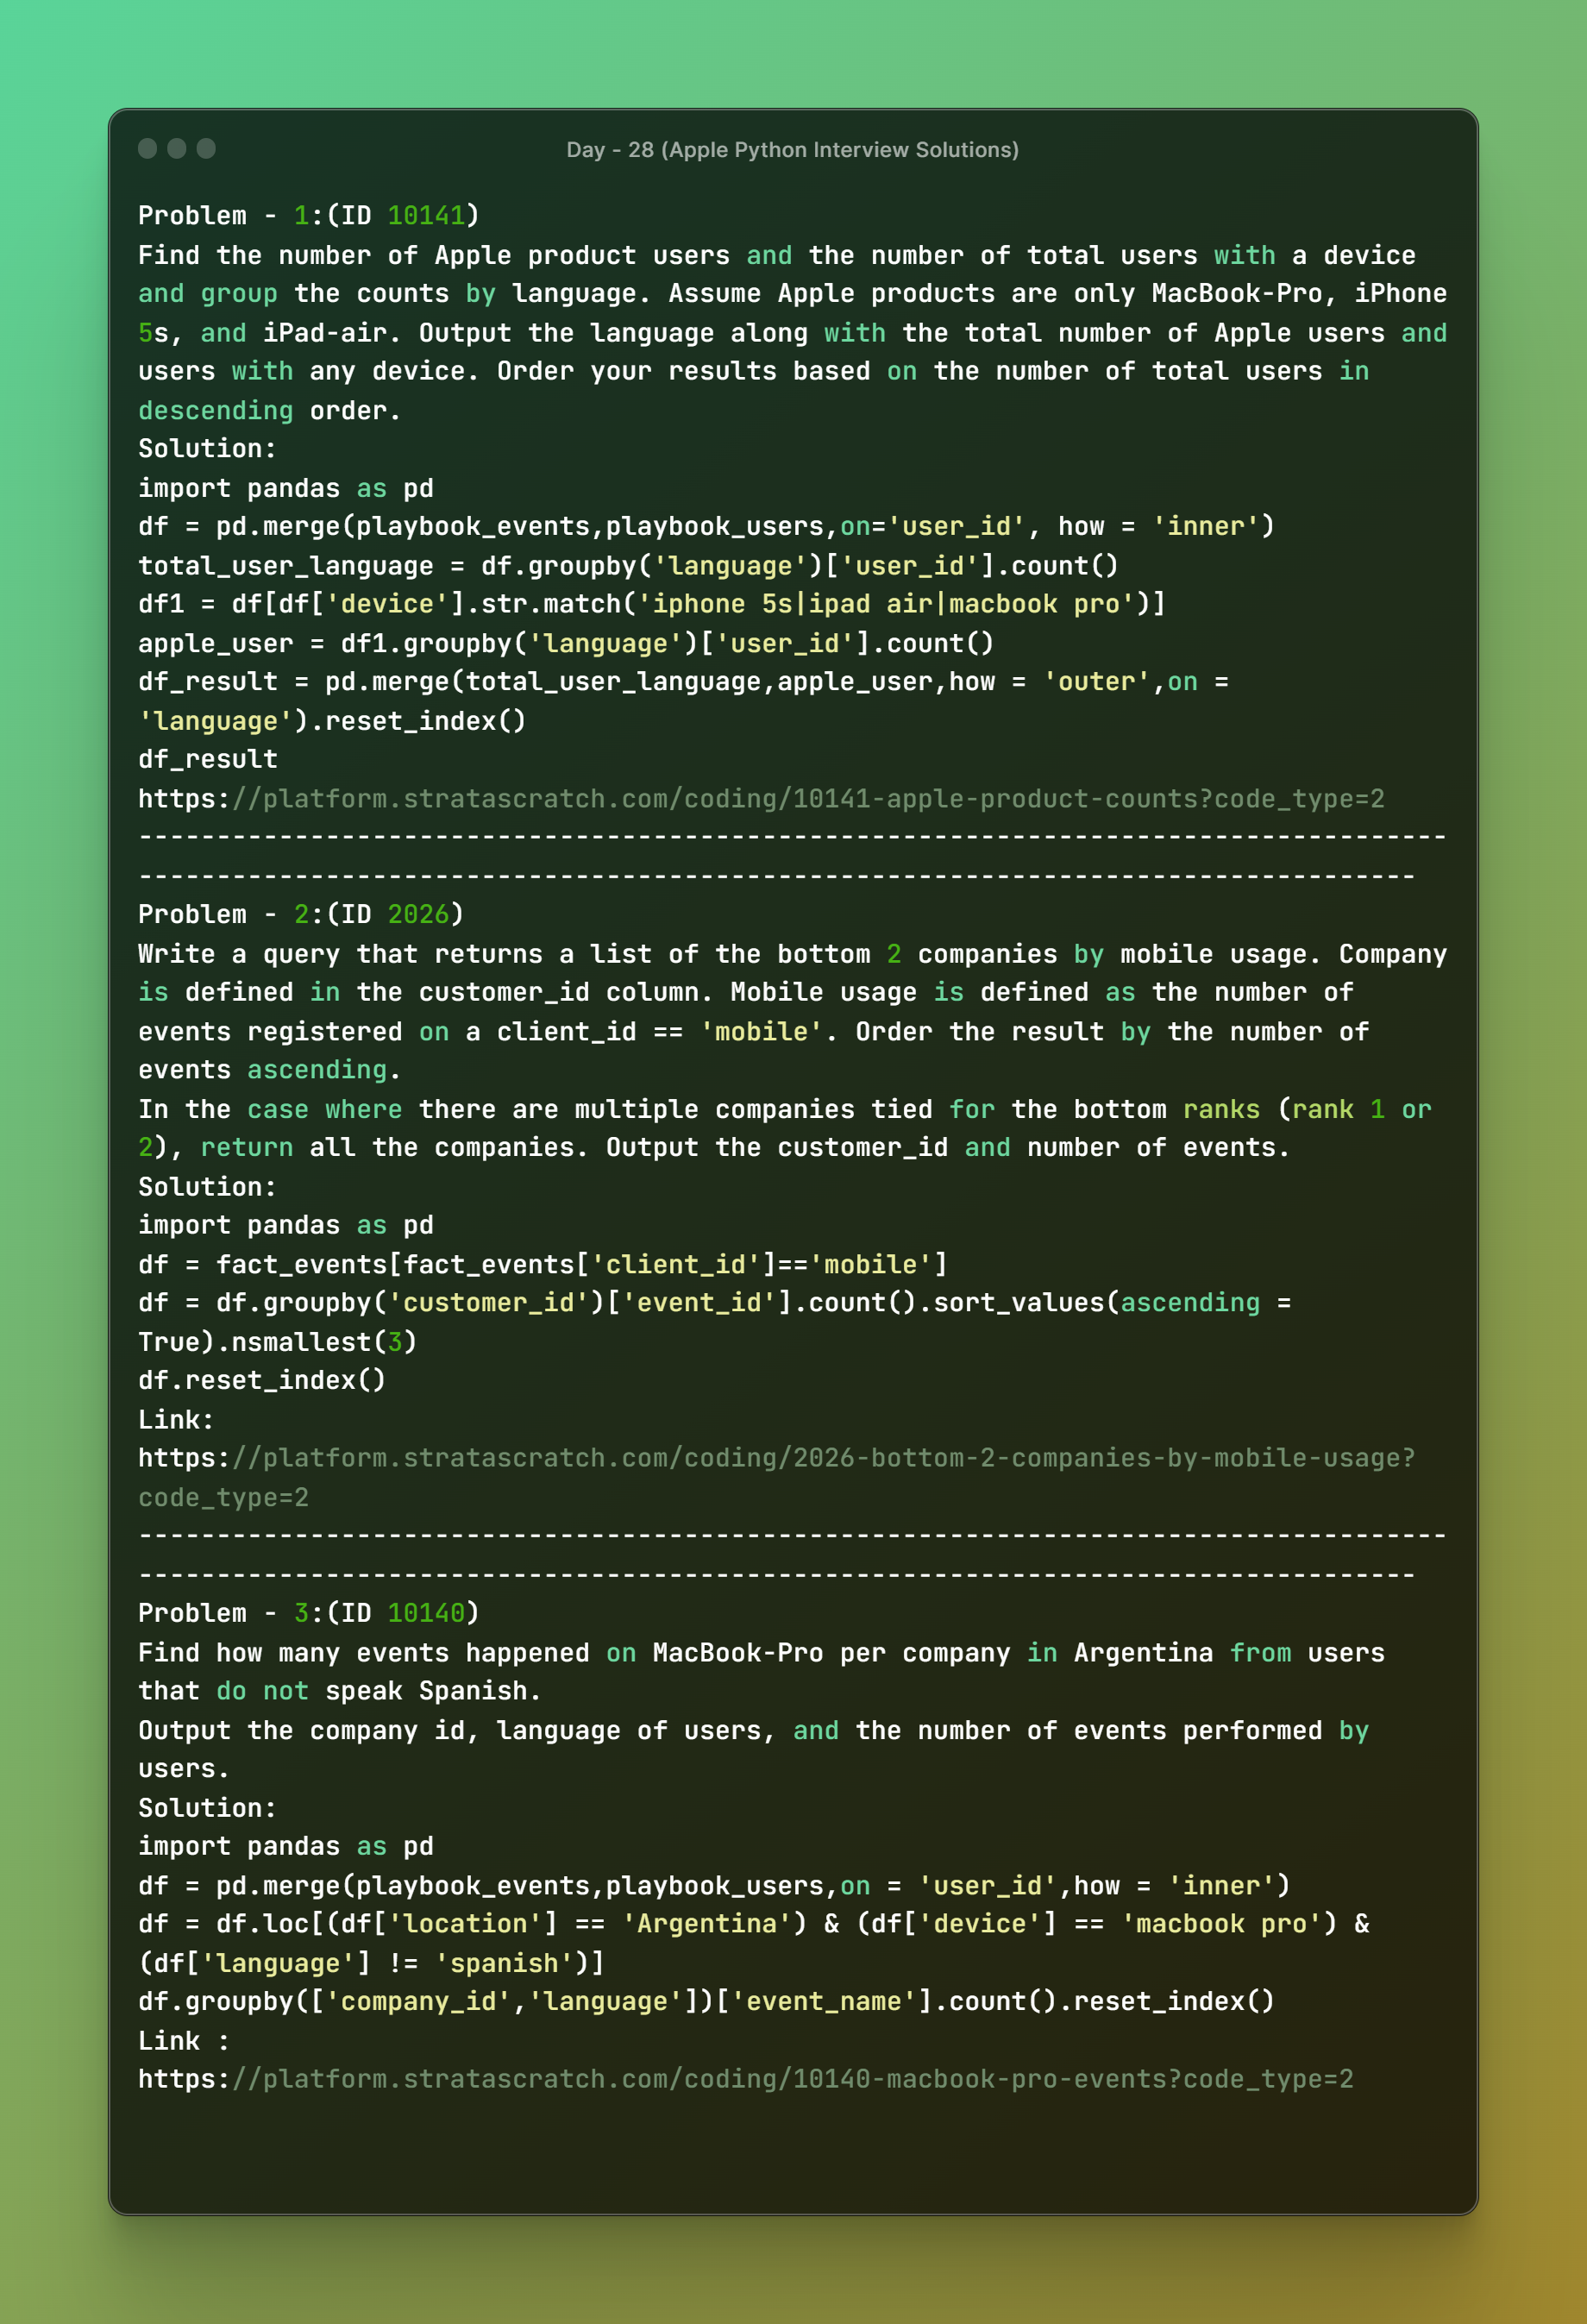 Day - 28 (Apple Python Interview Solutions)
Problem - 1:(ID 10141)
Find the number of Apple product users and the number of total users with a device
and group the counts by language. Assume Apple products are only MacBook-Pro, iPhone
5s, and iPad-air. Output the language along with the total number of Apple users and
users with any device. Order your results based on the number of total users in
descending order.
Solution:
import pandas as pd
df = pd.merge(playbook_events,playbook_users,on='user_id', how = 'inner')
total_user_language = df.groupby('language')['user_id'].count()
df1 = df[df['device'].str.match('iphone 5s|ipad air|macbook pro')]
apple_user = df1.groupby('language')['user_id'].count()
df_result = pd.merge(total_user_language,apple_user,how = 'outer',on =
'language').reset_index()
df_result
https://platform.stratascratch.com/coding/10141-apple-product-counts?code_type=2
------------------------------------------------------------------------------------
----------------------------------------------------------------------------------
Problem - 2:(ID 2026)
Write a query that returns a list of the bottom 2 companies by mobile usage. Company
is defined in the customer_id column. Mobile usage is defined as the number of
events registered on a client_id == 'mobile'. Order the result by the number of
events ascending.
In the case where there are multiple companies tied for the bottom ranks (rank 1 or
2), return all the companies. Output the customer_id and number of events.
Solution:
import pandas as pd
df = fact_events[fact_events['client_id']=='mobile']
df = df.groupby('customer_id')['event_id'].count().sort_values(ascending =
True).nsmallest(3)
df.reset_index()
Link:
https://platform.stratascratch.com/coding/2026-bottom-2-companies-by-mobile-usage?
code_type=2
------------------------------------------------------------------------------------
----------------------------------------------------------------------------------
Problem - 3:(ID 10140)
Find how many events happened on MacBook-Pro per company in Argentina from users
that do not speak Spanish.
Output the company id, language of users, and the number of events performed by
users.
Solution:
import pandas as pd
df = pd.merge(playbook_events,playbook_users,on = 'user_id',how = 'inner')
df = df.loc[(df['location'] == 'Argentina') & (df['device'] == 'macbook pro') &
(df['language'] != 'spanish')]
df.groupby(['company_id','language'])['event_name'].count().reset_index()
Link :
https://platform.stratascratch.com/coding/10140-macbook-pro-events?code_type=2